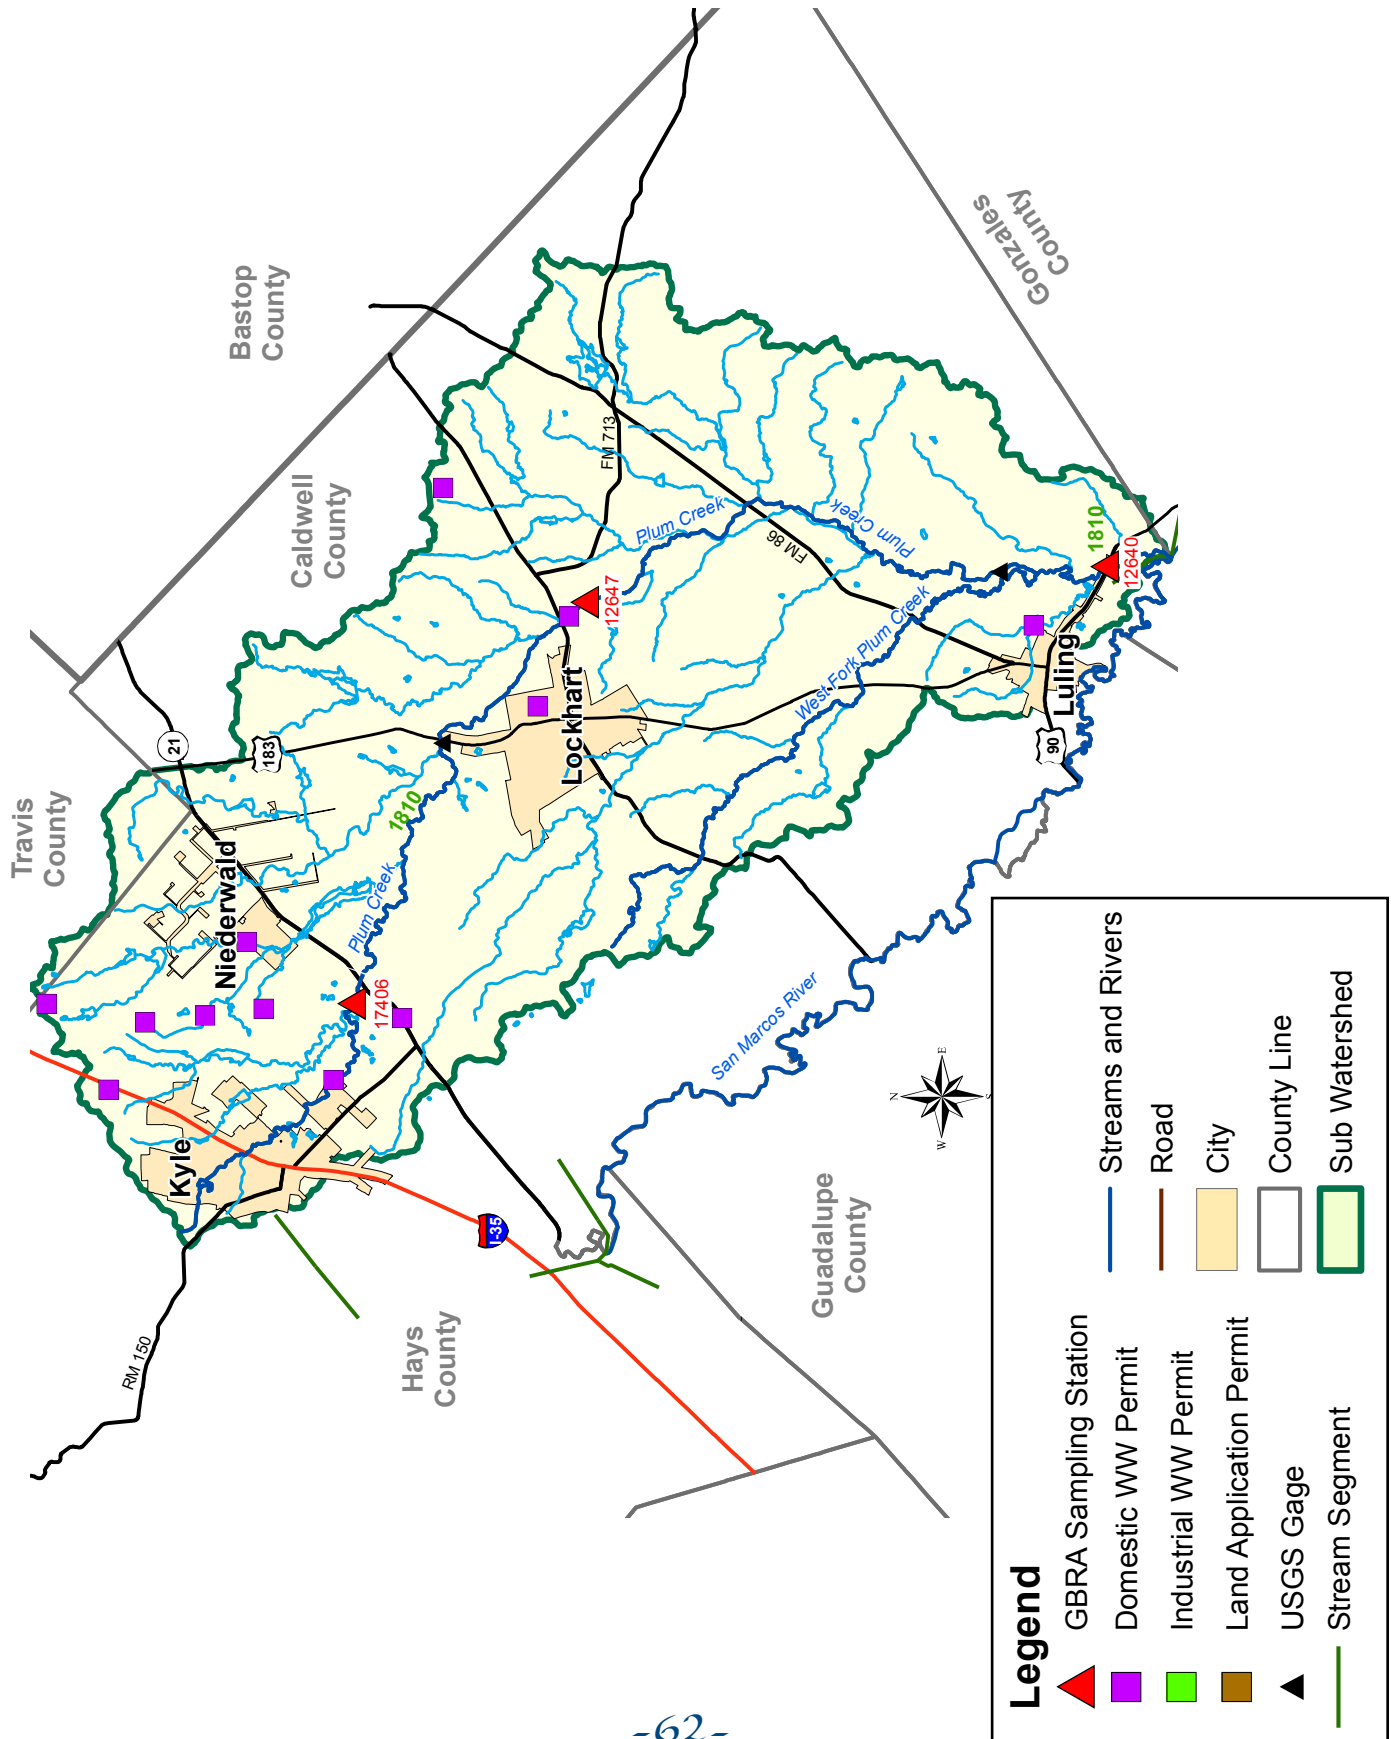 Travis
County
Bastop
County
Caldwell
County
Gonzales
County
Hays
County
Guadalupe
County
21
183
Niederwald
Kyle
Lockhart
Luling
90
I-35
RM 150
FM 713
FM 86
Plum Creek
Plum Creek
Plum Creek
West Fork Plum Creek
San Marcos River
1810
1810
17406
12647
12640
N
E
S
W
Legend
GBRA Sampling Station
Domestic WW Permit
Industrial WW Permit
Land Application Permit
USGS Gage
Stream Segment
Streams and Rivers
Road
City
County Line
Sub Watershed
-62-